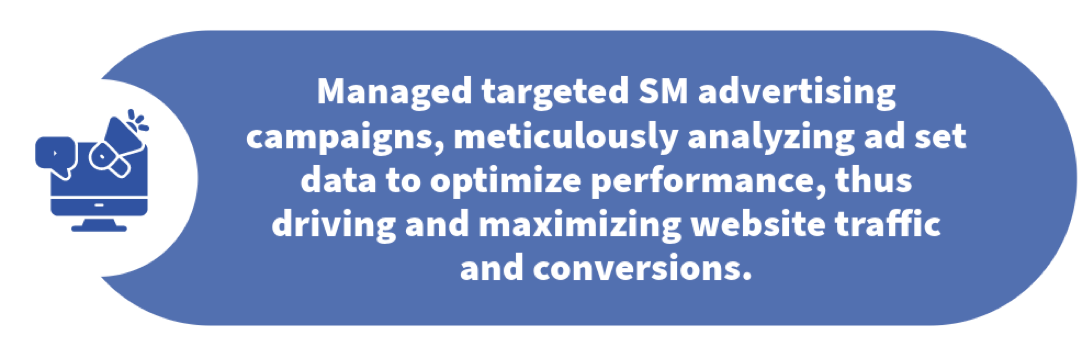 Managed targeted SM advertising
campaigns, meticulously analyzing ad set
data to optimize performance, thus
driving and maximizing website traffic
and conversions.